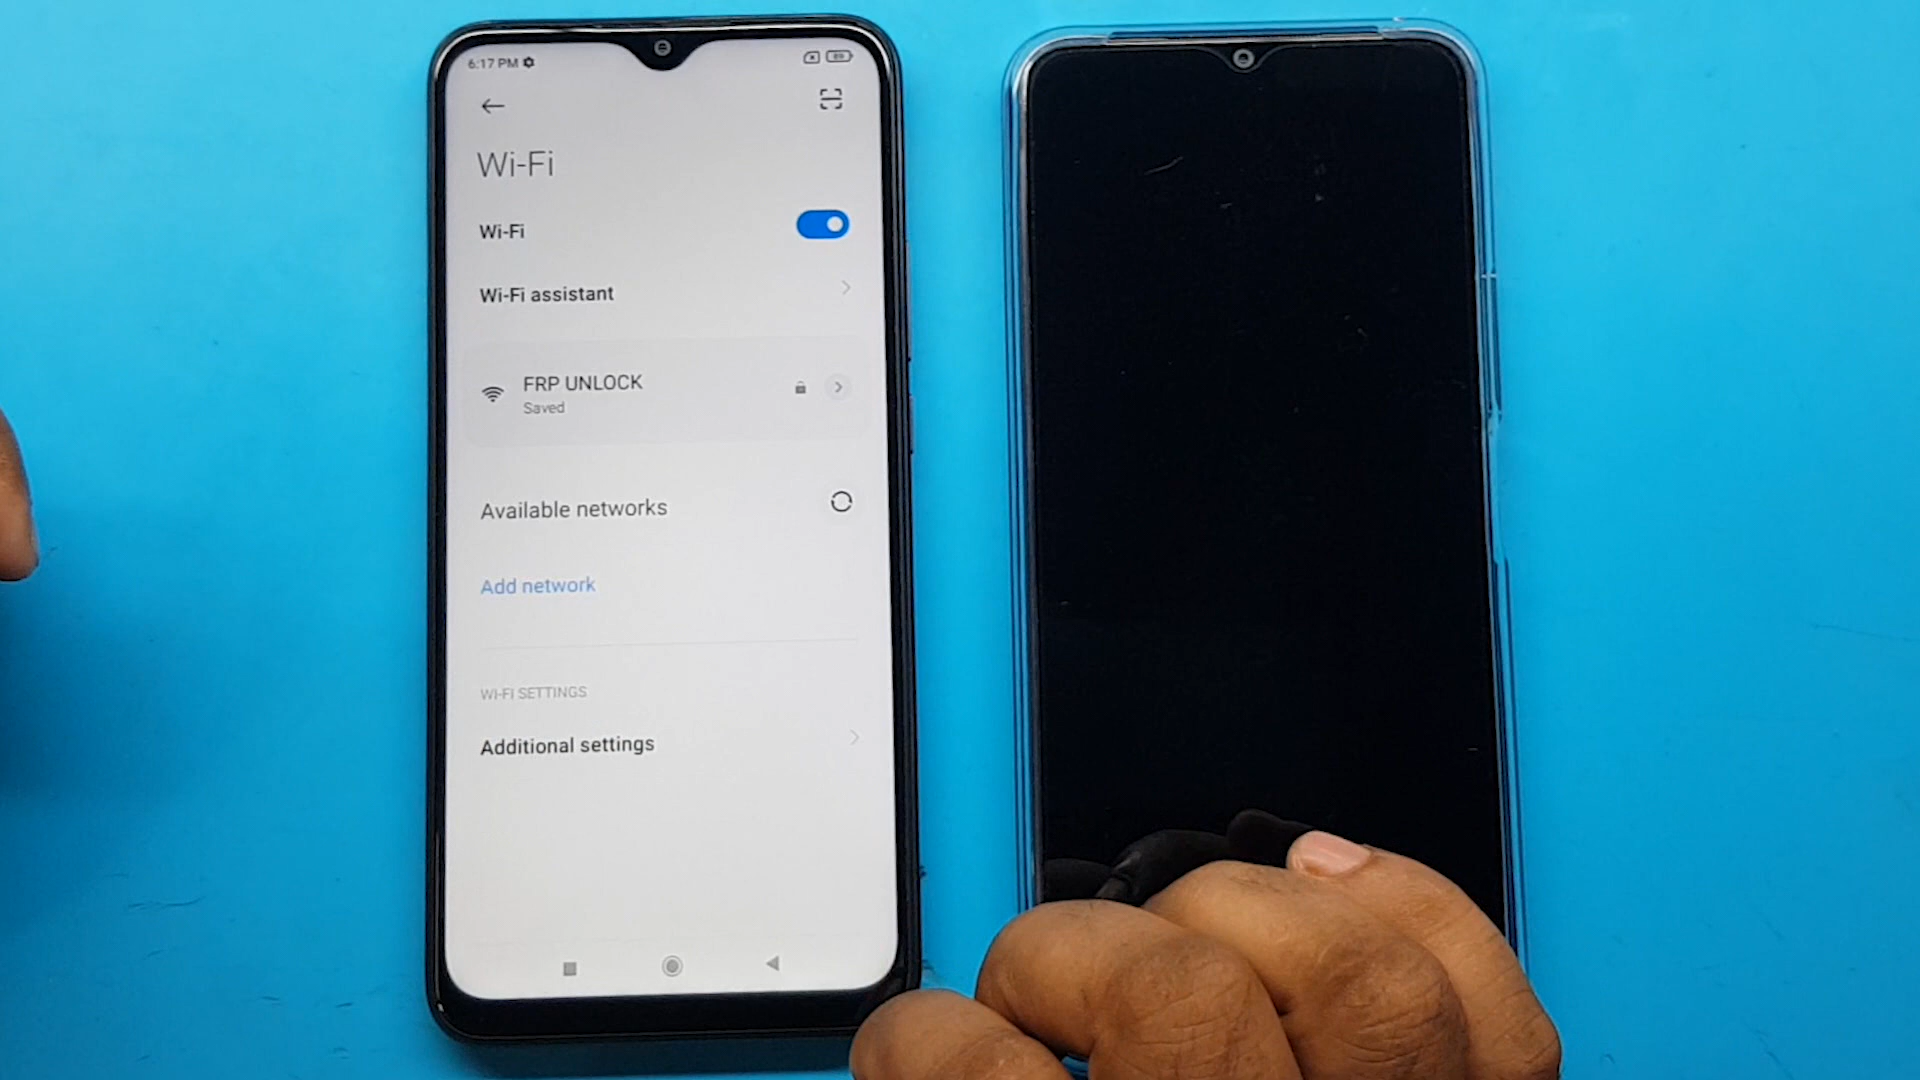 6:17 PM
89
Wi-Fi
Wi-Fi
Wi-Fi assistant
FRP UNLOCK
Saved
Available networks
Add network
WI-FI SETTINGS
Additional settings